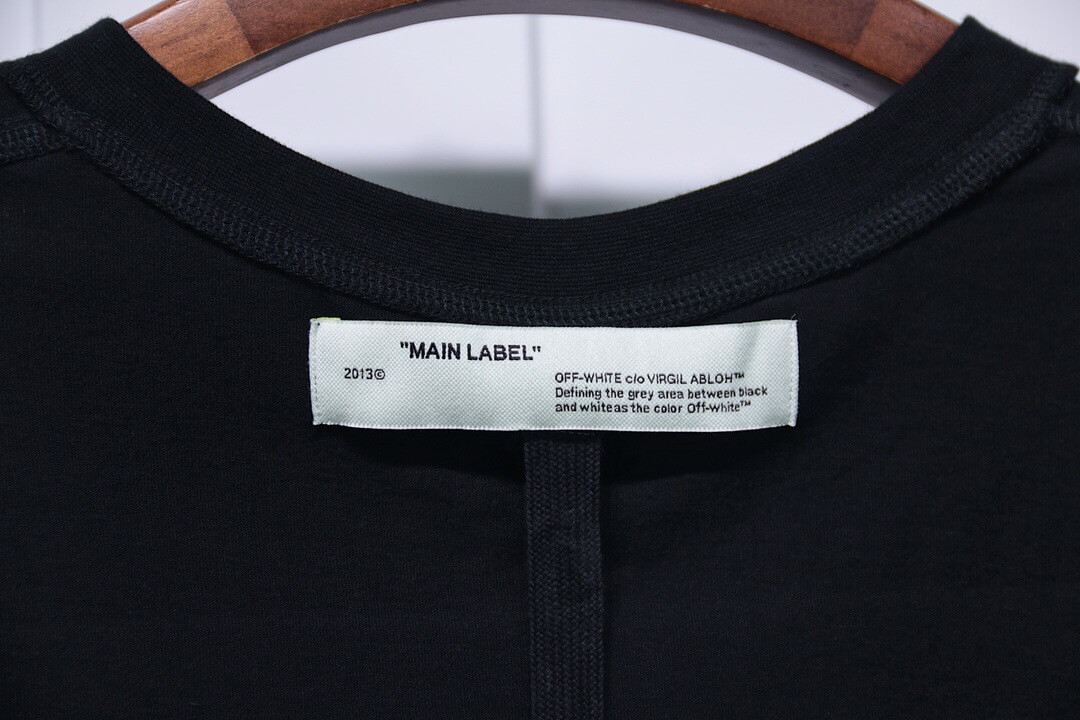 "MAIN LABEL"
2013©
OFF-WHITE c/o VIRGIL ABLOH™
Defining the grey area between black
and whiteas the color Off-White™